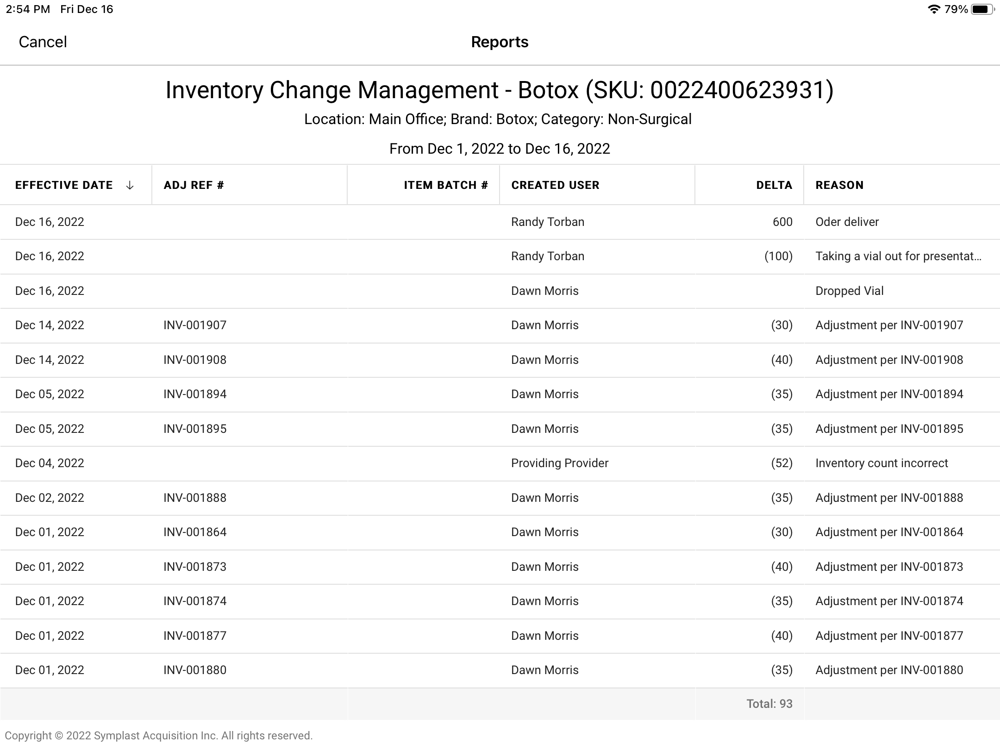 2:54 PM Fri Dec 16 79%
Cancel Reports
Inventory Change Management - Botox (SKU: 0022400623931)
Location: Main Office; Brand: Botox; Category: Non-Surgical
From Dec 1, 2022 to Dec 16, 2022
EFFECTIVE DATE ↓ ADJ REF # ITEM BATCH # CREATED USER DELTA REASON
Dec 16, 2022 Randy Torban 600 Oder deliver
Dec 16, 2022 Randy Torban (100) Taking a vial out for presentat...
Dec 16, 2022 Dawn Morris Dropped Vial
Dec 14, 2022 INV-001907 Dawn Morris (30) Adjustment per INV-001907
Dec 14, 2022 INV-001908 Dawn Morris (40) Adjustment per INV-001908
Dec 05, 2022 INV-001894 Dawn Morris (35) Adjustment per INV-001894
Dec 05, 2022 INV-001895 Dawn Morris (35) Adjustment per INV-001895
Dec 04, 2022 Providing Provider (52) Inventory count incorrect
Dec 02, 2022 INV-001888 Dawn Morris (35) Adjustment per INV-001888
Dec 01, 2022 INV-001864 Dawn Morris (30) Adjustment per INV-001864
Dec 01, 2022 INV-001873 Dawn Morris (40) Adjustment per INV-001873
Dec 01, 2022 INV-001874 Dawn Morris (35) Adjustment per INV-001874
Dec 01, 2022 INV-001877 Dawn Morris (40) Adjustment per INV-001877
Dec 01, 2022 INV-001880 Dawn Morris (35) Adjustment per INV-001880
Total: 93
Copyright © 2022 Symplast Acquisition Inc. All rights reserved.